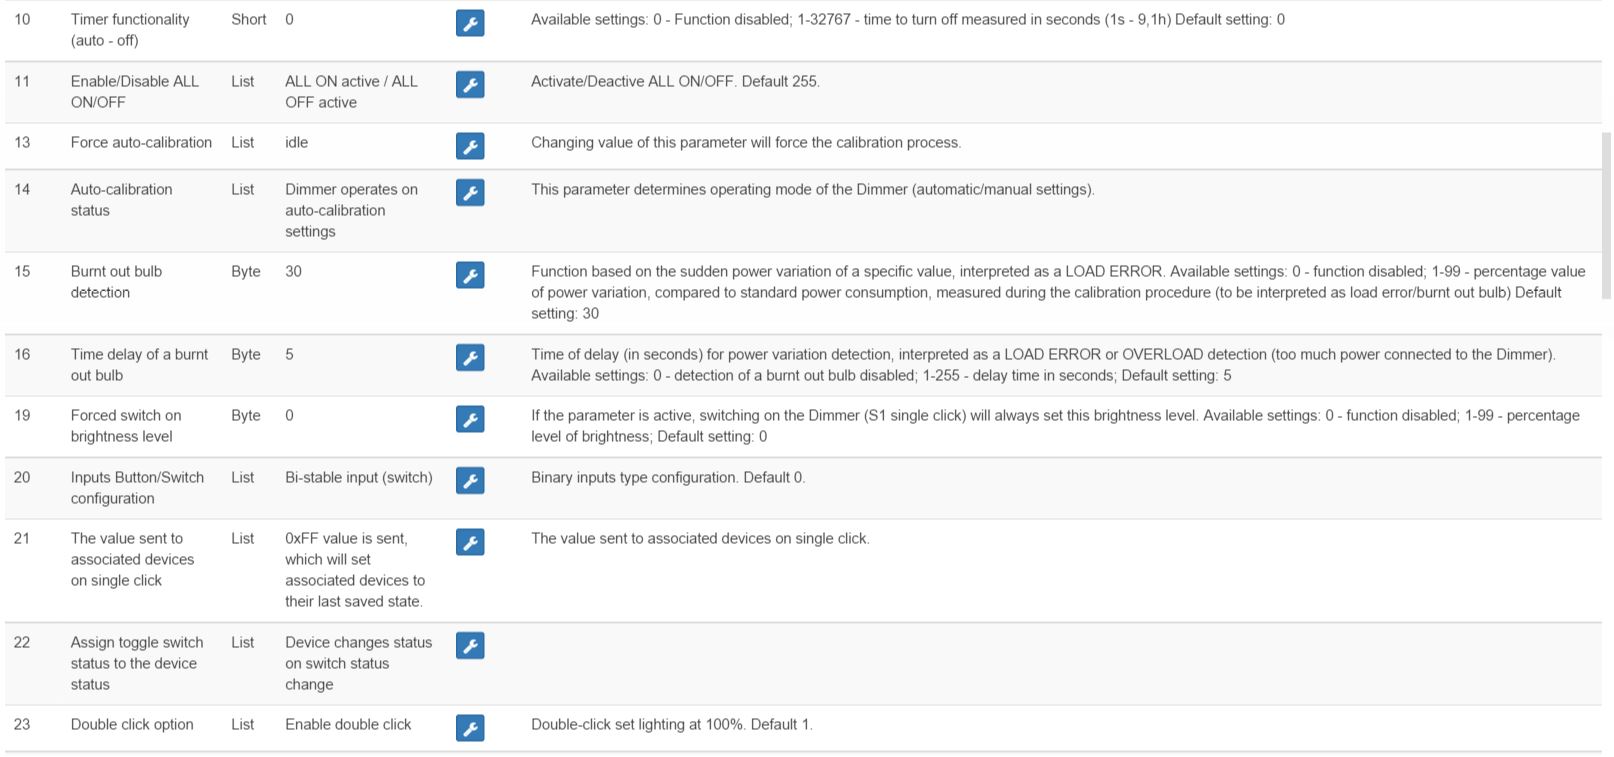 10 Timer functionality Short 0 Available settings: 0 - Function disabled; 1-32767 - time to turn off measured in seconds (1s - 9,1h) Default setting: 0
(auto - off)
11 Enable/Disable ALL List ALL ON active / ALL Activate/Deactive ALL ON/OFF. Default 255.
ON/OFF OFF active
13 Force auto-calibration List idle Changing value of this parameter will force the calibration process.
14 Auto-calibration List Dimmer operates on This parameter determines operating mode of the Dimmer (automatic/manual settings).
status auto-calibration
settings
15 Burnt out bulb Byte 30 Function based on the sudden power variation of a specific value, interpreted as a LOAD ERROR. Available settings: 0 - function disabled; 1-99 - percentage value
detection of power variation, compared to standard power consumption, measured during the calibration procedure (to be interpreted as load error/burnt out bulb) Default
setting: 30
16 Time delay of a burnt Byte 5 Time of delay (in seconds) for power variation detection, interpreted as a LOAD ERROR or OVERLOAD detection (too much power connected to the Dimmer).
out bulb Available settings: 0 - detection of a burnt out bulb disabled; 1-255 - delay time in seconds; Default setting: 5
19 Forced switch on Byte 0 If the parameter is active, switching on the Dimmer (S1 single click) will always set this brightness level. Available settings: 0 - function disabled; 1-99 - percentage
brightness level level of brightness; Default setting: 0
20 Inputs Button/Switch List Bi-stable input (switch) Binary inputs type configuration. Default 0.
configuration
21 The value sent to List 0xFF value is sent, The value sent to associated devices on single click.
associated devices which will set
on single click associated devices to
their last saved state.
22 Assign toggle switch List Device changes status
status to the device on switch status
status change
23 Double click option List Enable double click Double-click set lighting at 100%. Default 1.